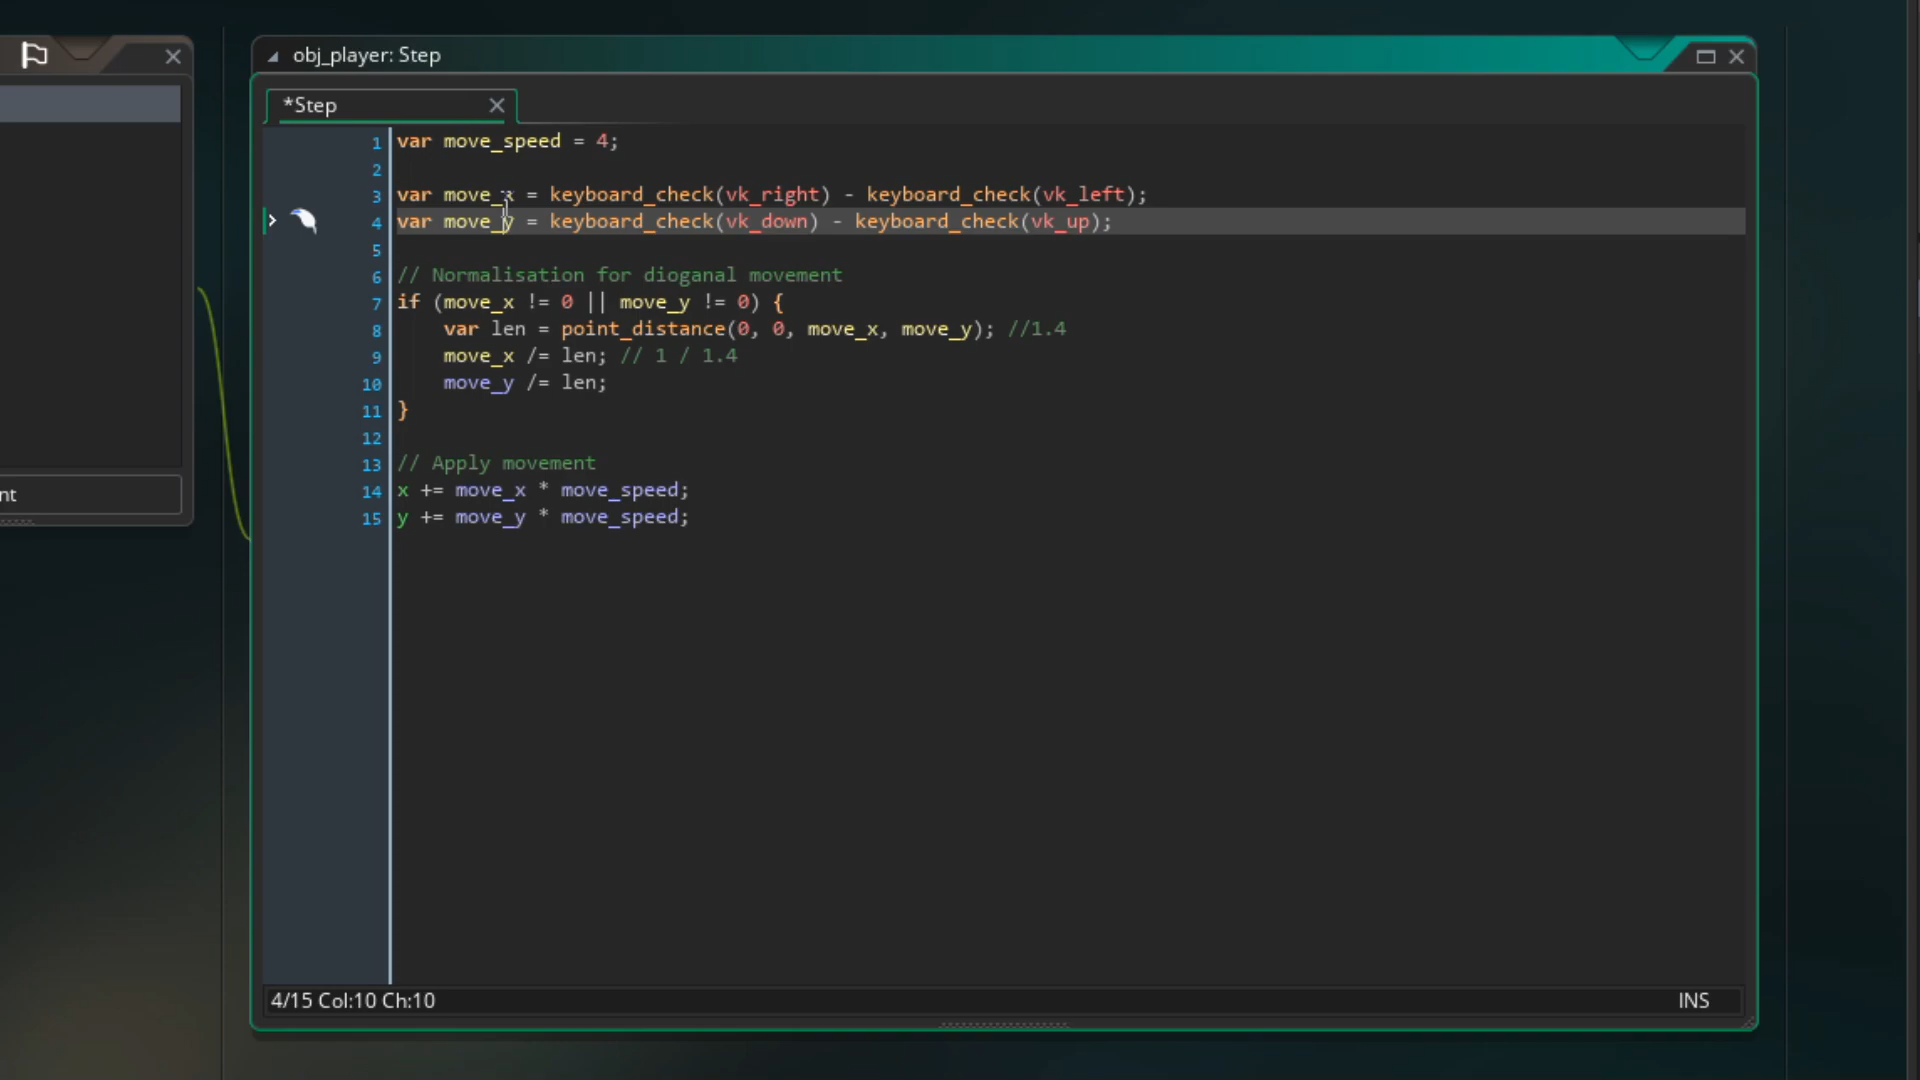 obj_player: Step
*Step
1 var move_speed = 4;
2
3 var move_x = keyboard_check(vk_right) - keyboard_check(vk_left);
4 var move_y = keyboard_check(vk_down) - keyboard_check(vk_up);
5
6 // Normalisation for dioganal movement
7 if (move_x != 0 || move_y != 0) {
8 var len = point_distance(0, 0, move_x, move_y); //1.4
9 move_x /= len; // 1 / 1.4
10 move_y /= len;
11 }
12
13 // Apply movement
14 x += move_x * move_speed;
15 y += move_y * move_speed;
nt
4/15 Col:10 Ch:10
INS